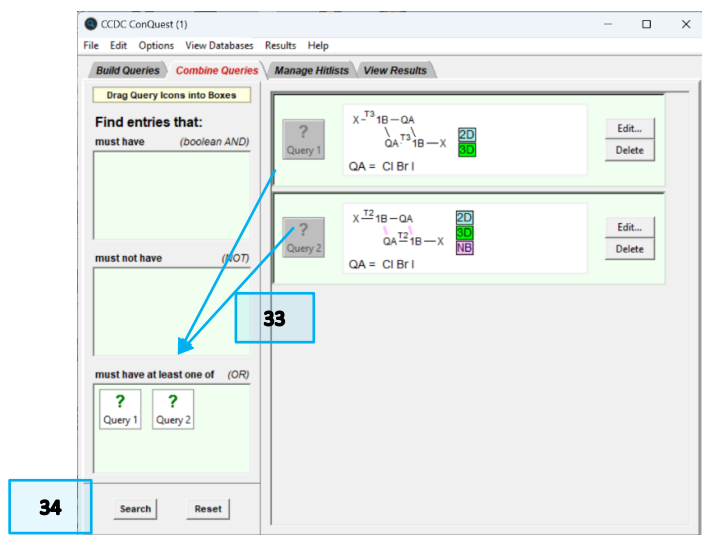 CCDC ConQuest (1)
File Edit Options View Databases Results Help
Build Queries Combine Queries Manage Hitlists View Results
Drag Query Icons into Boxes
Find entries that:
must have (boolean AND)
must not have (NOT)
must have at least one of (OR)
?
Query 1
?
Query 2
Search Reset
?
Query 1
X-T3 1B-QA
QA T3 1B-X
QA = Cl Br I
2D
3D
Edit...
Delete
?
Query 2
X T2 1B-QA
QA T2 1B-X
QA = Cl Br I
2D
3D
NB
Edit...
Delete
33
34